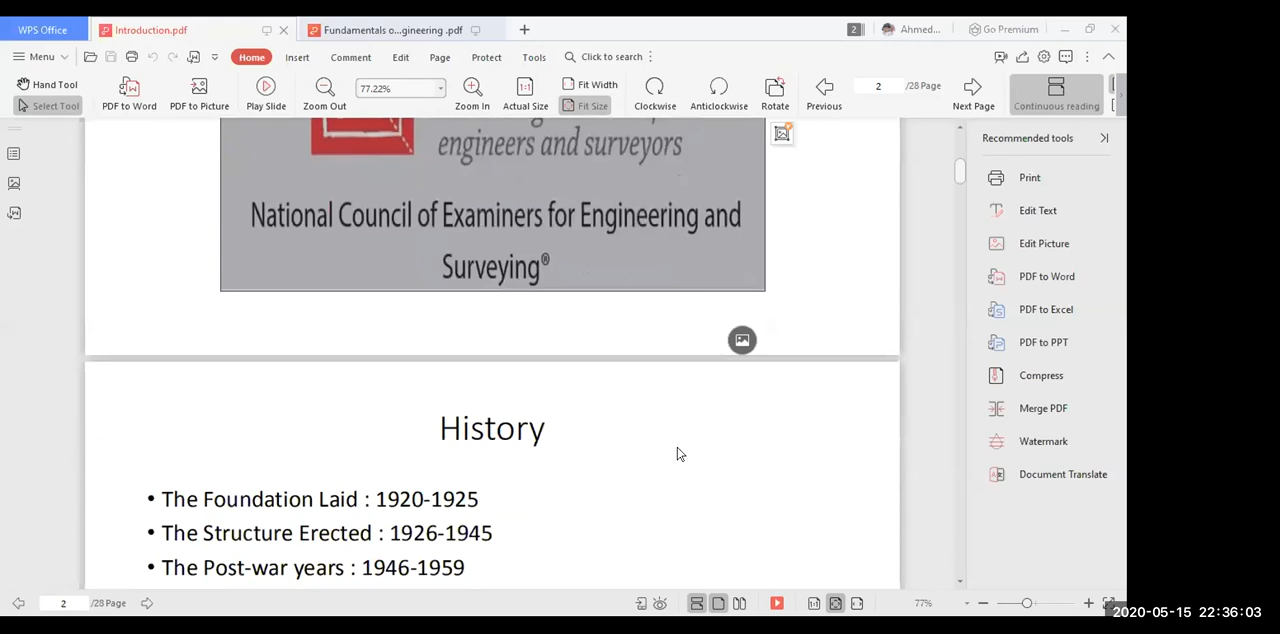 WPS Office
Introduction.pdf
Fundamentals o...gineering .pdf
2
Ahmed...
Go Premium
Menu
Home
Insert
Comment
Edit
Page
Protect
Tools
Click to search
Hand Tool
Select Tool
PDF to Word
PDF to Picture
Play Slide
77.22%
Zoom Out
Zoom In
Actual Size
Fit Width
Fit Size
Clockwise
Anticlockwise
Rotate
Previous
2
/28 Page
Next Page
Continuous reading
engineers and surveyors
National Council of Examiners for Engineering and
Surveying®
History
• The Foundation Laid : 1920-1925
• The Structure Erected : 1926-1945
• The Post-war years : 1946-1959
Recommended tools
Print
Edit Text
Edit Picture
PDF to Word
PDF to Excel
PDF to PPT
Compress
Merge PDF
Watermark
Document Translate
2
/28 Page
77%
2020-05-15 22:36:03